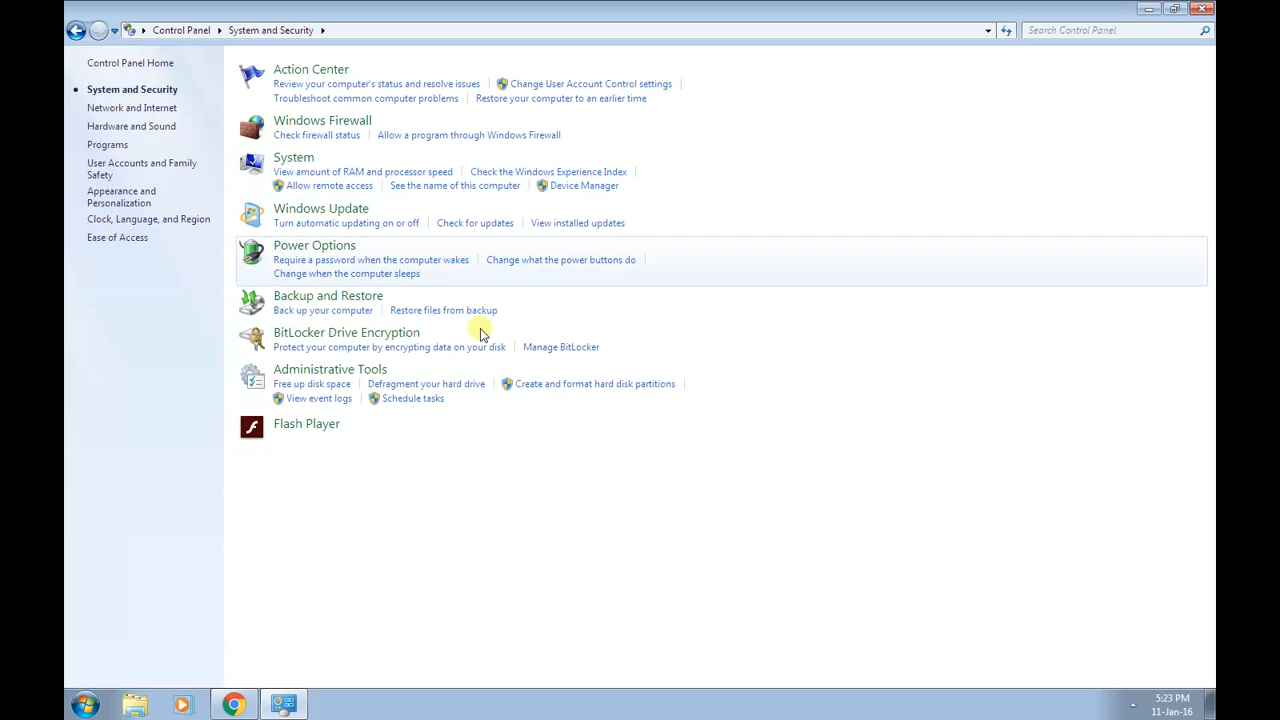 Control Panel System and Security
Search Control Panel
Control Panel Home
System and Security
Network and Internet
Hardware and Sound
Programs
User Accounts and Family
Safety
Appearance and
Personalization
Clock, Language, and Region
Ease of Access
Action Center
Review your computer's status and resolve issues Change User Account Control settings
Troubleshoot common computer problems Restore your computer to an earlier time
Windows Firewall
Check firewall status Allow a program through Windows Firewall
System
View amount of RAM and processor speed Check the Windows Experience Index
Allow remote access See the name of this computer Device Manager
Windows Update
Turn automatic updating on or off Check for updates View installed updates
Power Options
Require a password when the computer wakes Change what the power buttons do
Change when the computer sleeps
Backup and Restore
Back up your computer Restore files from backup
BitLocker Drive Encryption
Protect your computer by encrypting data on your disk Manage BitLocker
Administrative Tools
Free up disk space Defragment your hard drive Create and format hard disk partitions
View event logs Schedule tasks
Flash Player
5:23 PM
11-Jan-16